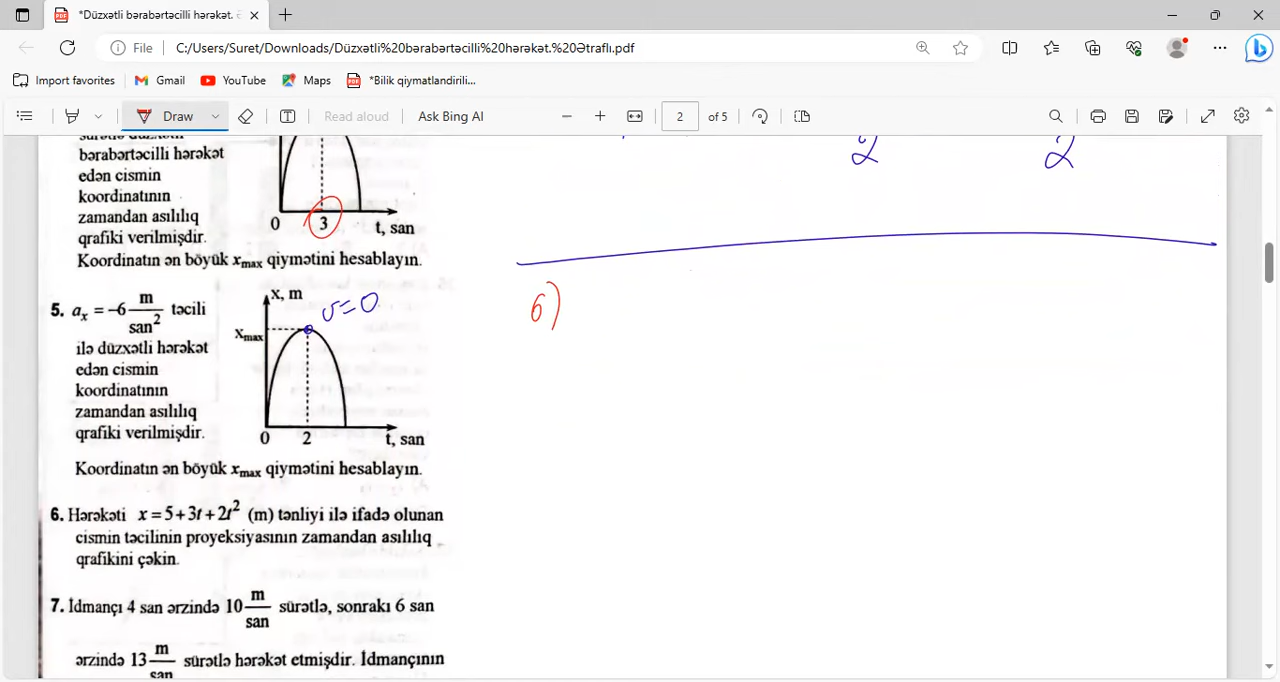 *Düzxətli bərabərtəcilli hərəkət.
File C:/Users/Suret/Downloads/Düzxətli%20bərabərtəcilli%20hərəkət.%20Ətraflı.pdf
Import favorites Gmail YouTube Maps *Bilik qiymatlandirili...
Draw Read aloud Ask Bing AI 2 of 5
2 2
bərabərtəcilli hərəkət
edən cismin
koordinatının
zamandan asılılıq
qrafiki verilmişdir.
0 3 t, san
Koordinatın ən böyük xmax qiymətini hesablayın.
5. ax = –6 m/san² təcili
ilə düzxətli hərəkət
edən cismin
koordinatının
zamandan asılılıq
qrafiki verilmişdir.
x, m
υ=0
xmax
0 2 t, san
Koordinatın ən böyük xmax qiymətini hesablayın.
6. Hərəkəti x = 5 + 3t + 2t² (m) tənliyi ilə ifadə olunan
cismin təcilinin proyeksiyasının zamandan asılılıq
qrafikini çəkin.
7. İdmançı 4 san ərzində 10 m/san sürətlə, sonrakı 6 san
ərzində 13 m/san sürətlə hərəkət etmişdir. İdmançının
6)